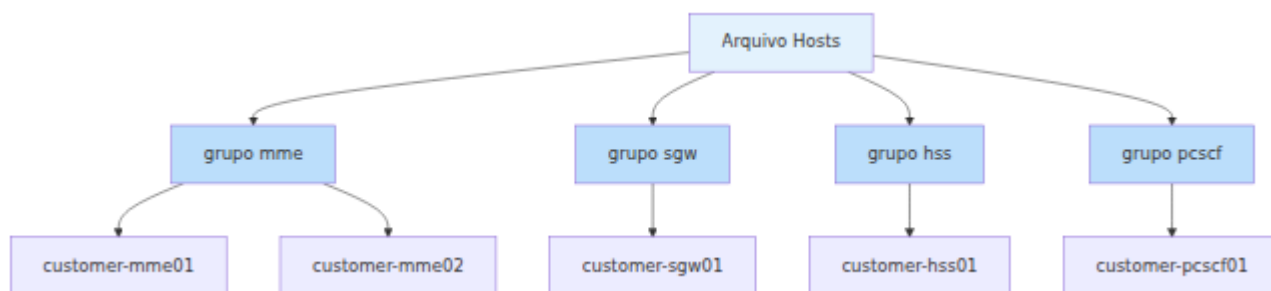 Arquivo Hosts
grupo mme
grupo sgw
grupo hss
grupo pcscf
customer-mme01
customer-mme02
customer-sgw01
customer-hss01
customer-pcscf01